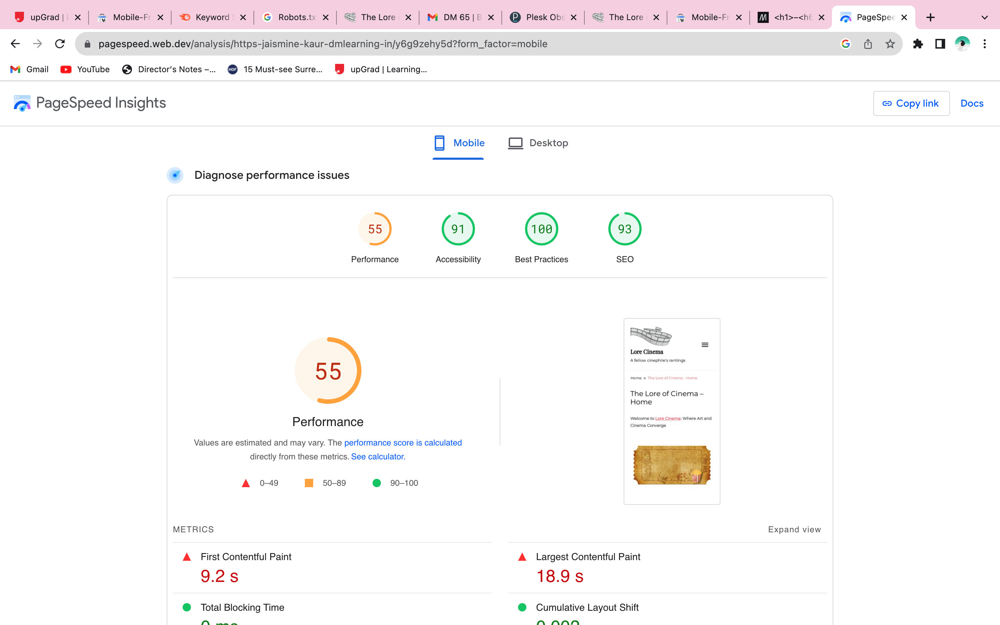 upGrad | L
Mobile-Fr
Keyword S
Robots.tx
The Lore
DM 65 | B
Plesk Obs
The Lore
Mobile-Fr
<h1>–<h6
PageSpee
pagespeed.web.dev/analysis/https-jaismine-kaur-dmlearning-in/y6g9zehy5d?form_factor=mobile
Gmail
YouTube
Director's Notes –...
HOF
15 Must-see Surre...
upGrad | Learning...
PageSpeed Insights
Copy link
Docs
Mobile
Desktop
Diagnose performance issues
55
91
100
93
Performance
Accessibility
Best Practices
SEO
55
Performance
Values are estimated and may vary. The performance score is calculated
directly from these metrics. See calculator.
0–49
50–89
90–100
Lore Cinema
A fellow cinephile's rantings
Home » The Lore of Cinema – Home
The Lore of Cinema –
Home
Welcome to Lore Cinema: Where Art and
Cinema Converge
CINEMA
METRICS
Expand view
First Contentful Paint
9.2 s
Largest Contentful Paint
18.9 s
Total Blocking Time
0 ms
Cumulative Layout Shift
0.002